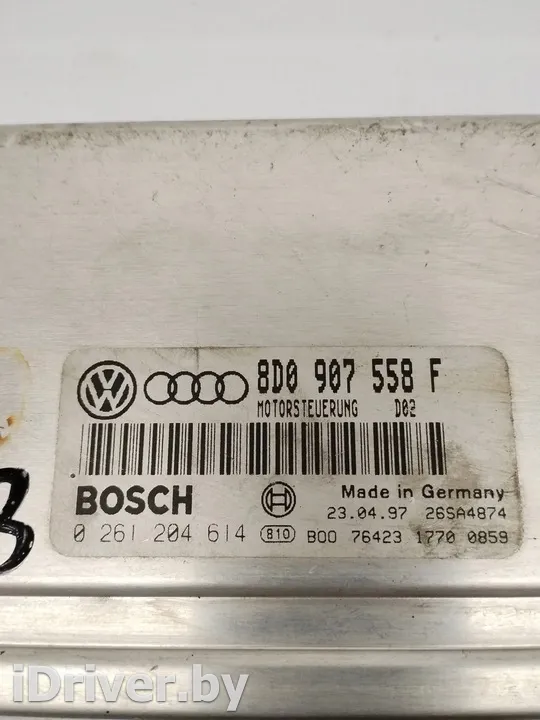 8D0 907 558 F
MOTORSTEUERUNG D02
BOSCH
Made in Germany
23.04.97 26SA4874
0 261 204 614 810 B00 76423 1770 0859
3
iDriver.by